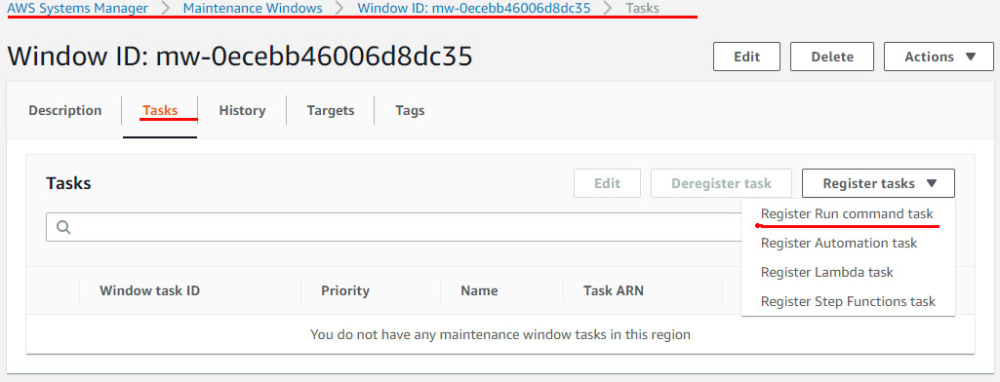 AWS Systems Manager > Maintenance Windows > Window ID: mw-0ecebb46006d8dc35 > Tasks
Window ID: mw-0ecebb46006d8dc35 Edit Delete Actions
Description Tasks History Targets Tags
Tasks Edit Deregister task Register tasks
Register Run command task
Register Automation task
Register Lambda task
Register Step Functions task
Window task ID Priority Name Task ARN
You do not have any maintenance window tasks in this region